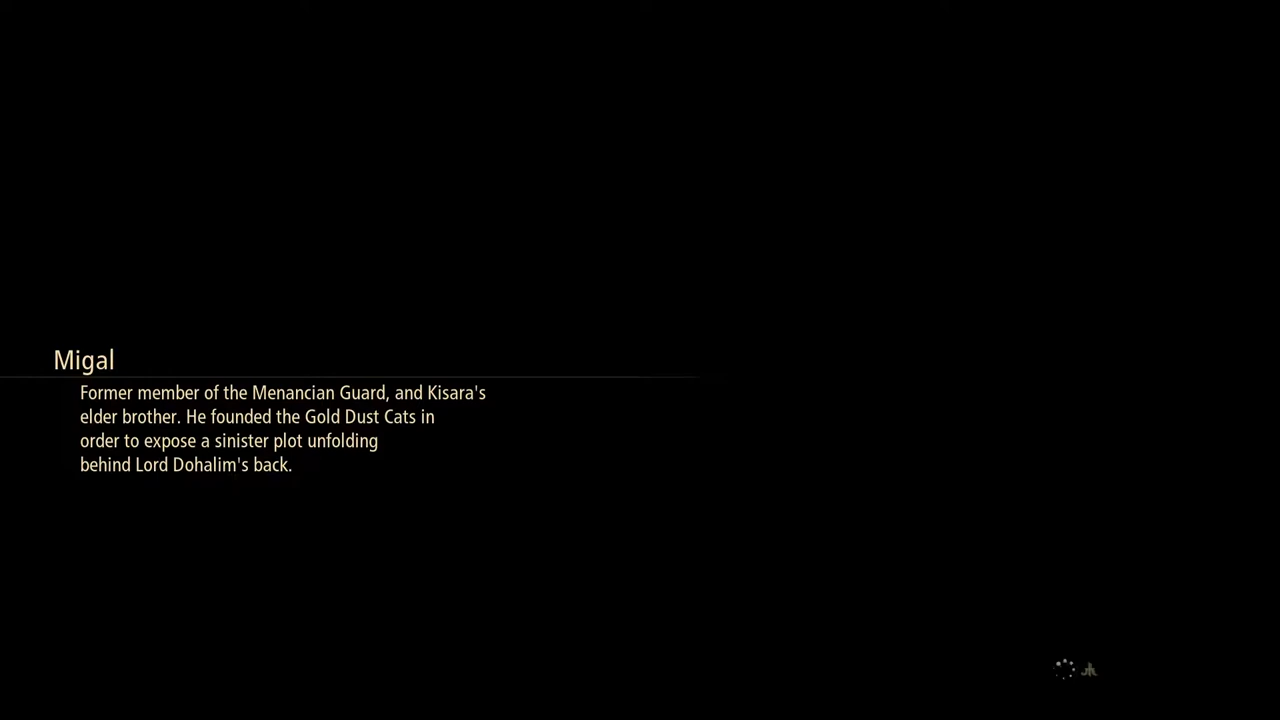 Migal
Former member of the Menancian Guard, and Kisara's
elder brother. He founded the Gold Dust Cats in
order to expose a sinister plot unfolding
behind Lord Dohalim's back.